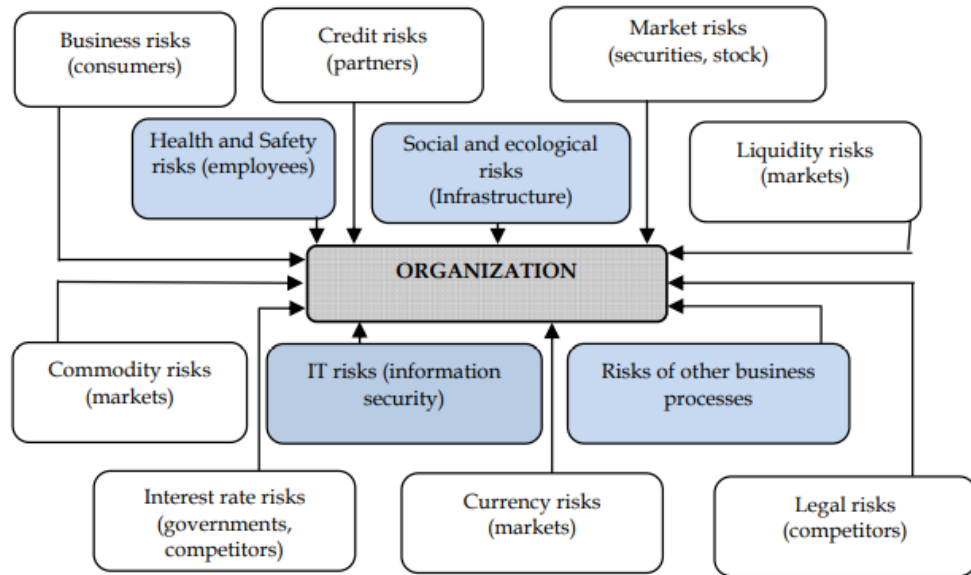 Business risks
(consumers)
Credit risks
(partners)
Market risks
(securities, stock)
Health and Safety
risks (employees)
Social and ecological
risks
(Infrastructure)
Liquidity risks
(markets)
ORGANIZATION
Commodity risks
(markets)
IT risks (information
security)
Risks of other business
processes
Interest rate risks
(governments,
competitors)
Currency risks
(markets)
Legal risks
(competitors)